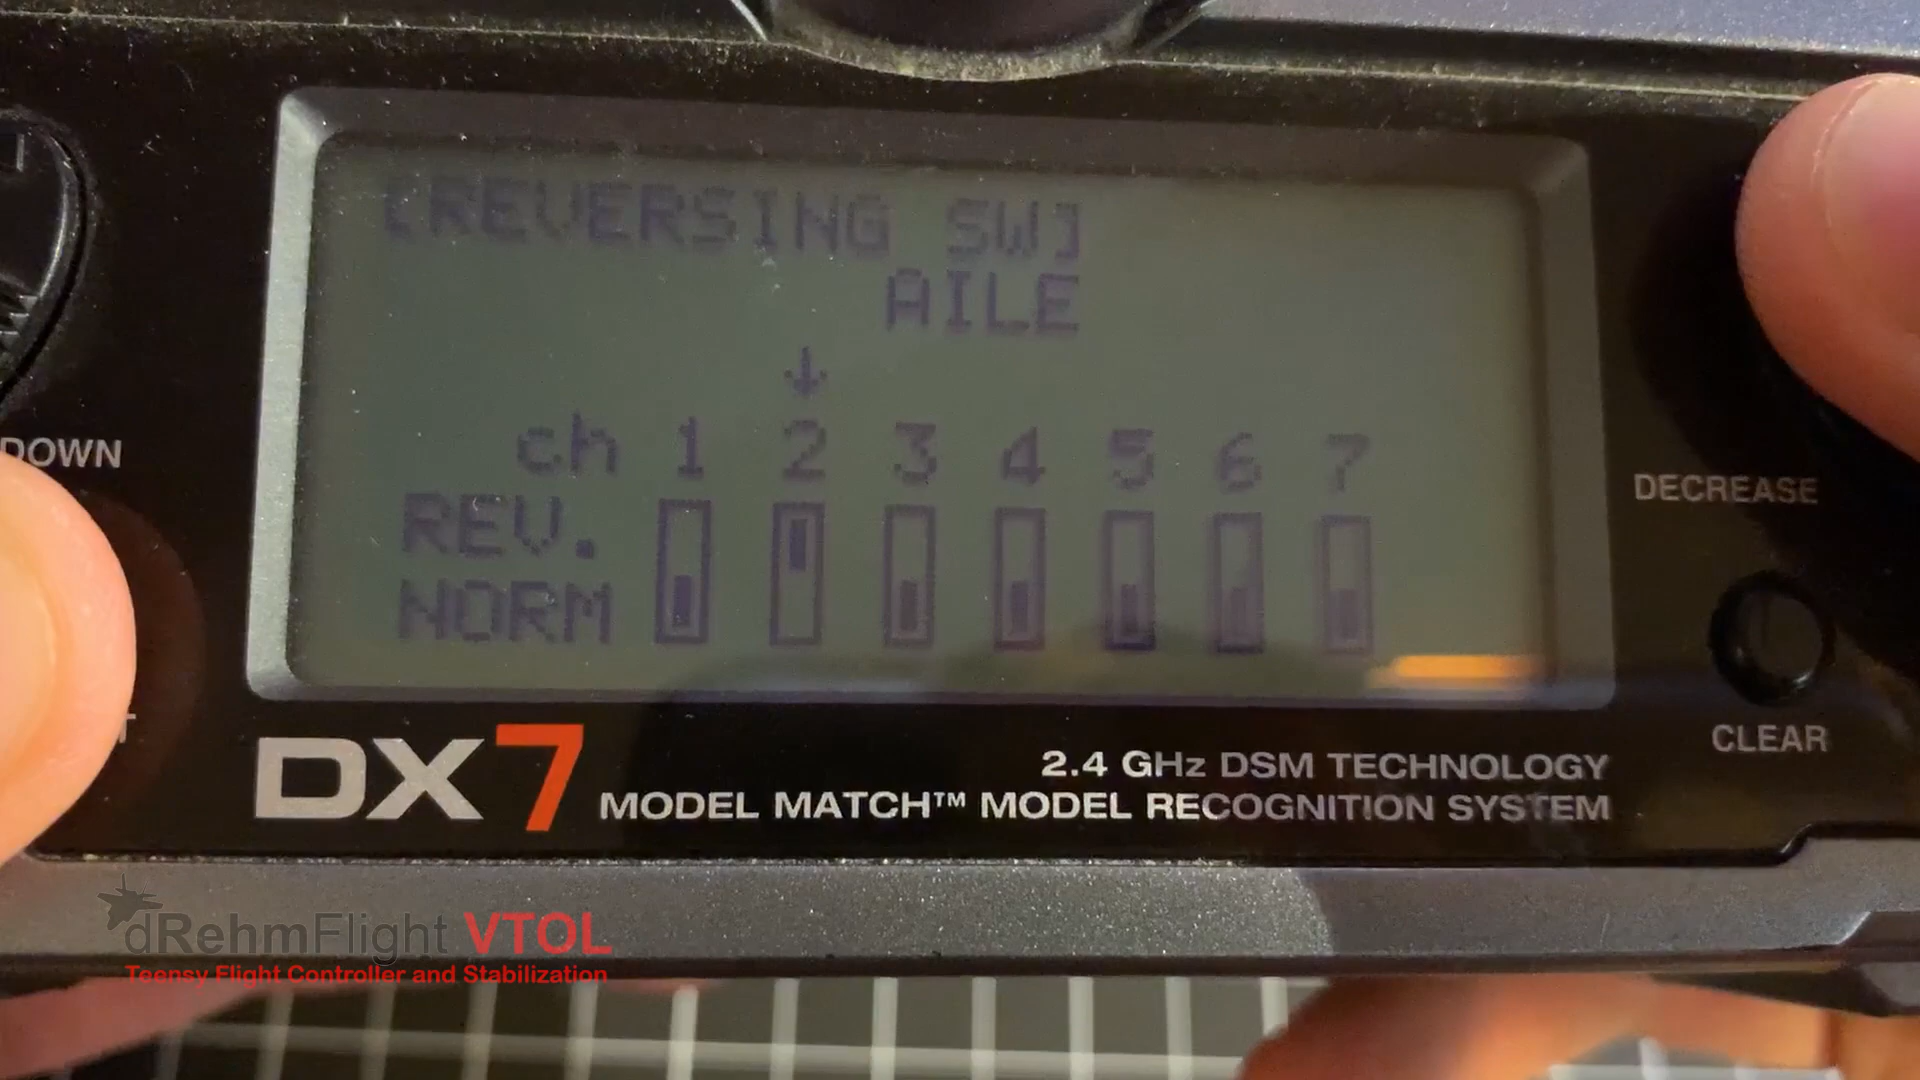 [REVERSING SW]
AILE
↓
ch 1 2 3 4 5 6 7
REV.
NORM
DOWN
DECREASE
CLEAR
DX7
2.4 GHz DSM TECHNOLOGY
MODEL MATCH™ MODEL RECOGNITION SYSTEM
dRehmFlight VTOL
Teensy Flight Controller and Stabilization